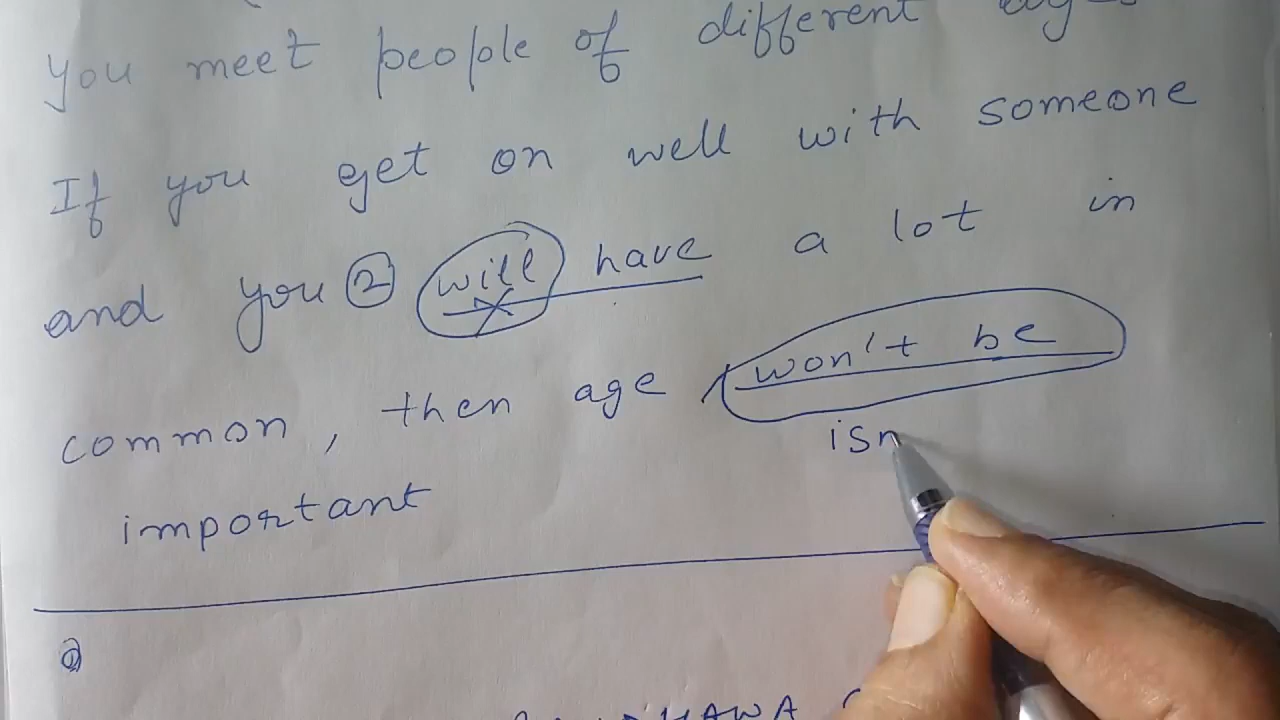 you meet people of different
If you get on well with someone
and you ② will have a lot in
common, then age won't be
isn
important